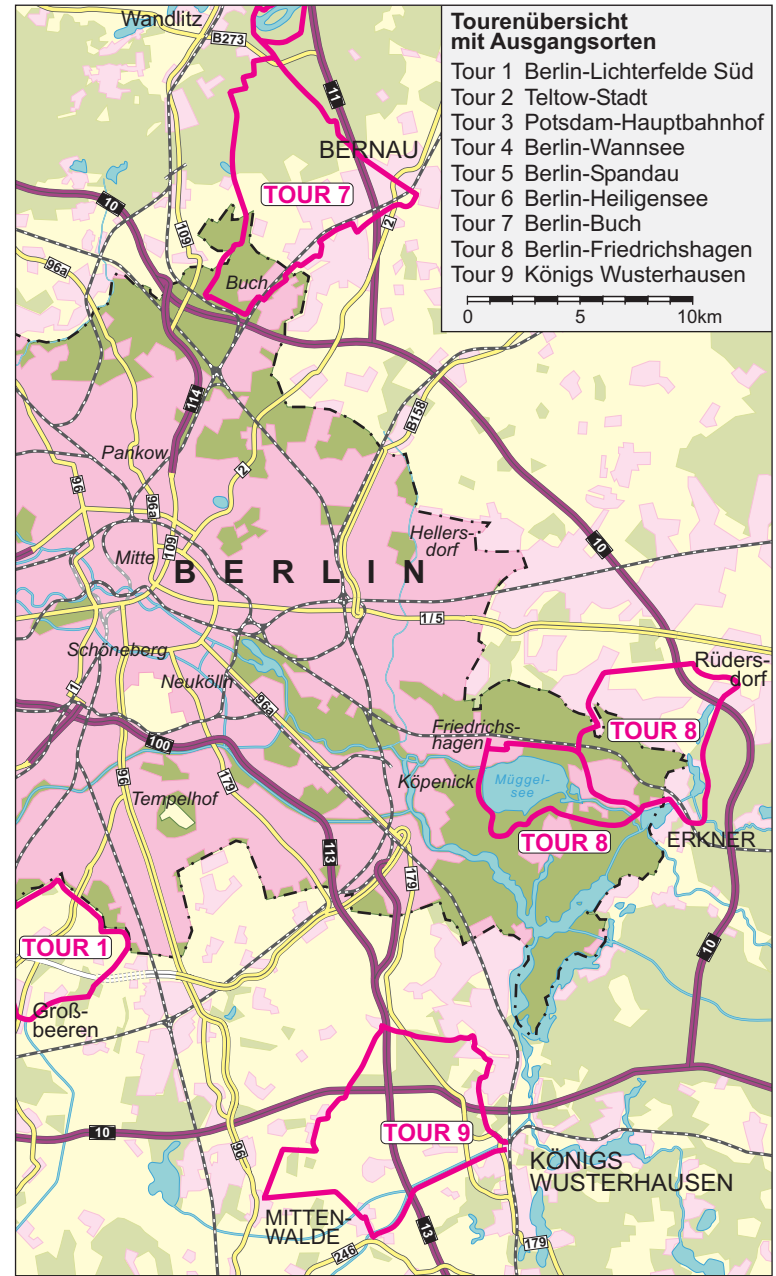 Tourenübersicht
mit Ausgangsorten
Tour 1 Berlin-Lichterfelde Süd
Tour 2 Teltow-Stadt
Tour 3 Potsdam-Hauptbahnhof
Tour 4 Berlin-Wannsee
Tour 5 Berlin-Spandau
Tour 6 Berlin-Heiligensee
Tour 7 Berlin-Buch
Tour 8 Berlin-Friedrichshagen
Tour 9 Königs Wusterhausen
0 5 10km
Wandlitz
B273
11
BERNAU
TOUR 7
10
109
2
96a
Buch
114
B158
Pankow
96
2
96a
109
Hellers-
dorf
10
Mitte
BERLIN
1/5
Schöneberg
Neukölln
1
96a
Rüders-
dorf
Friedrichs-
hagen
TOUR 8
100
96
179
Köpenick
Müggel-
see
Tempelhof
TOUR 8
ERKNER
113
179
TOUR 1
10
Groß-
beeren
10
TOUR 9
96
KÖNIGS
WUSTERHAUSEN
MITTEN-
WALDE
13
246
179